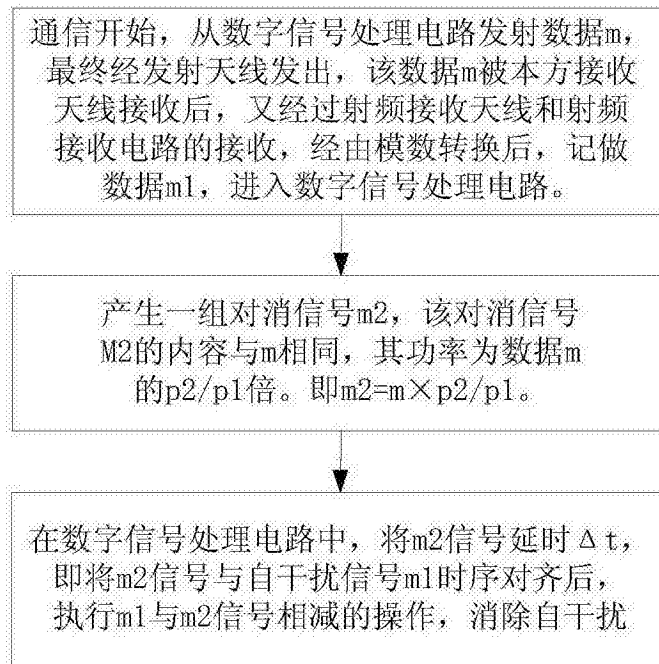 通信开始，从数字信号处理电路发射数据m，
最终经发射天线发出，该数据m被本方接收
天线接收后，又经过射频接收天线和射频
接收电路的接收，经由模数转换后，记做
数据m1，进入数字信号处理电路。
产生一组对消信号m2，该对消信号
M2的内容与m相同，其功率为数据m
的p2/p1倍。即m2=m×p2/p1。
在数字信号处理电路中，将m2信号延时Δt，
即将m2信号与自干扰信号m1时序对齐后，
执行m1与m2信号相减的操作，消除自干扰